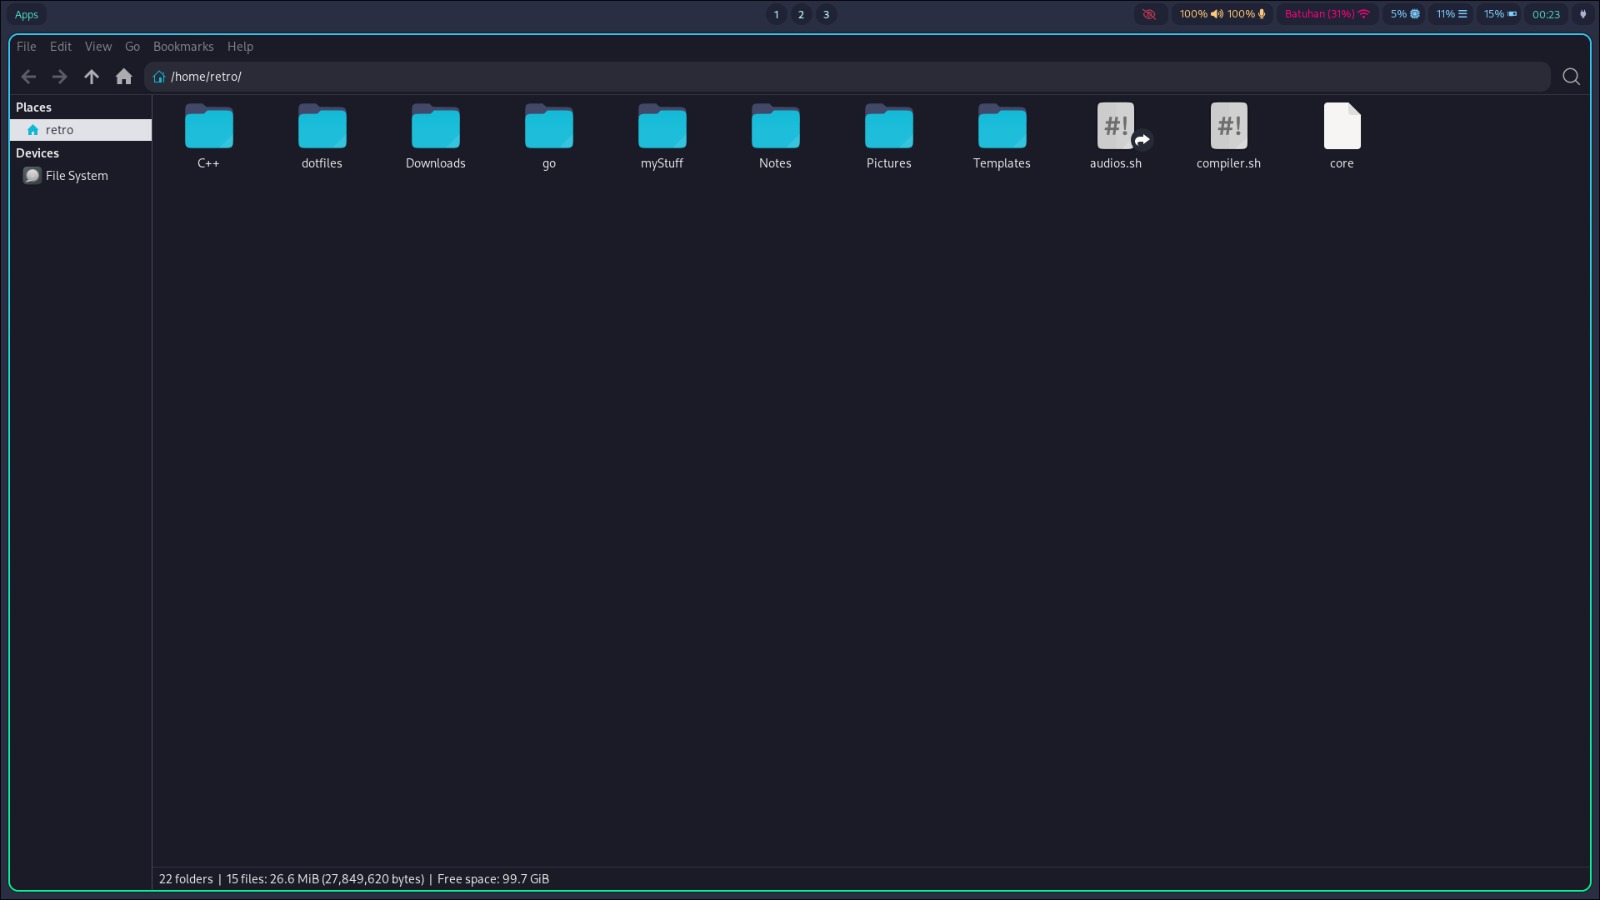 Apps
1 2 3
100% 100% Batuhan (31%) 5% 11% 15% 00:23
File Edit View Go Bookmarks Help
/home/retro/
Places
retro
Devices
File System
#! #!
C++ dotfiles Downloads go myStuff Notes Pictures Templates audios.sh compiler.sh core
22 folders | 15 files: 26.6 MiB (27,849,620 bytes) | Free space: 99.7 GiB